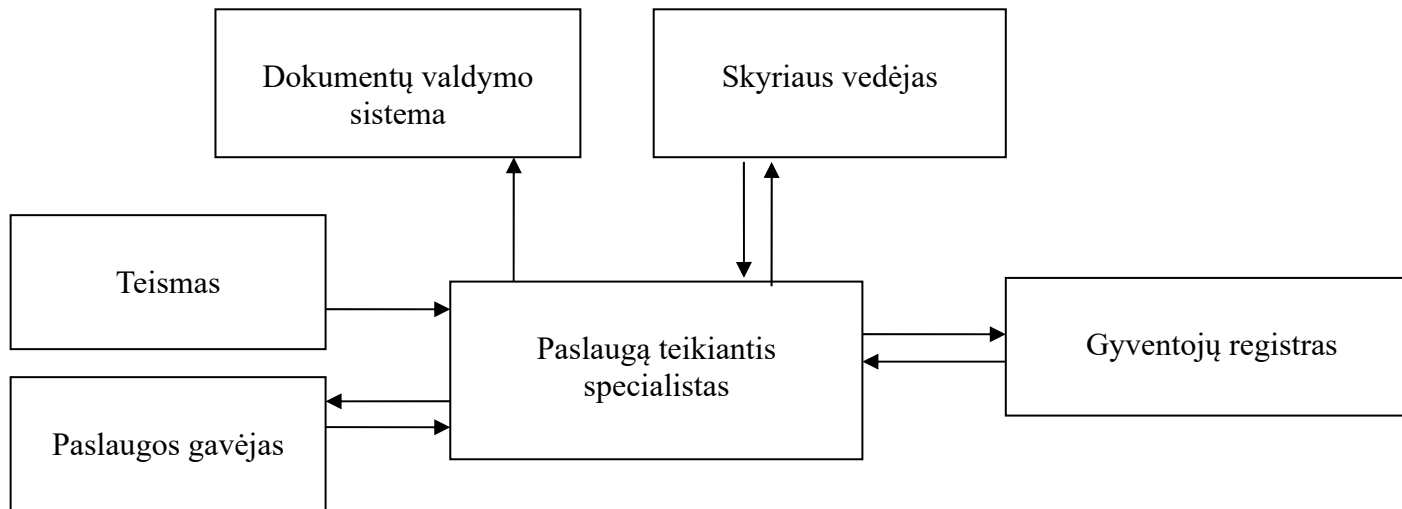 Dokumentų valdymo
sistema
Skyriaus vedėjas
Teismas
Paslaugą teikiantis
specialistas
Gyventojų registras
Paslaugos gavėjas